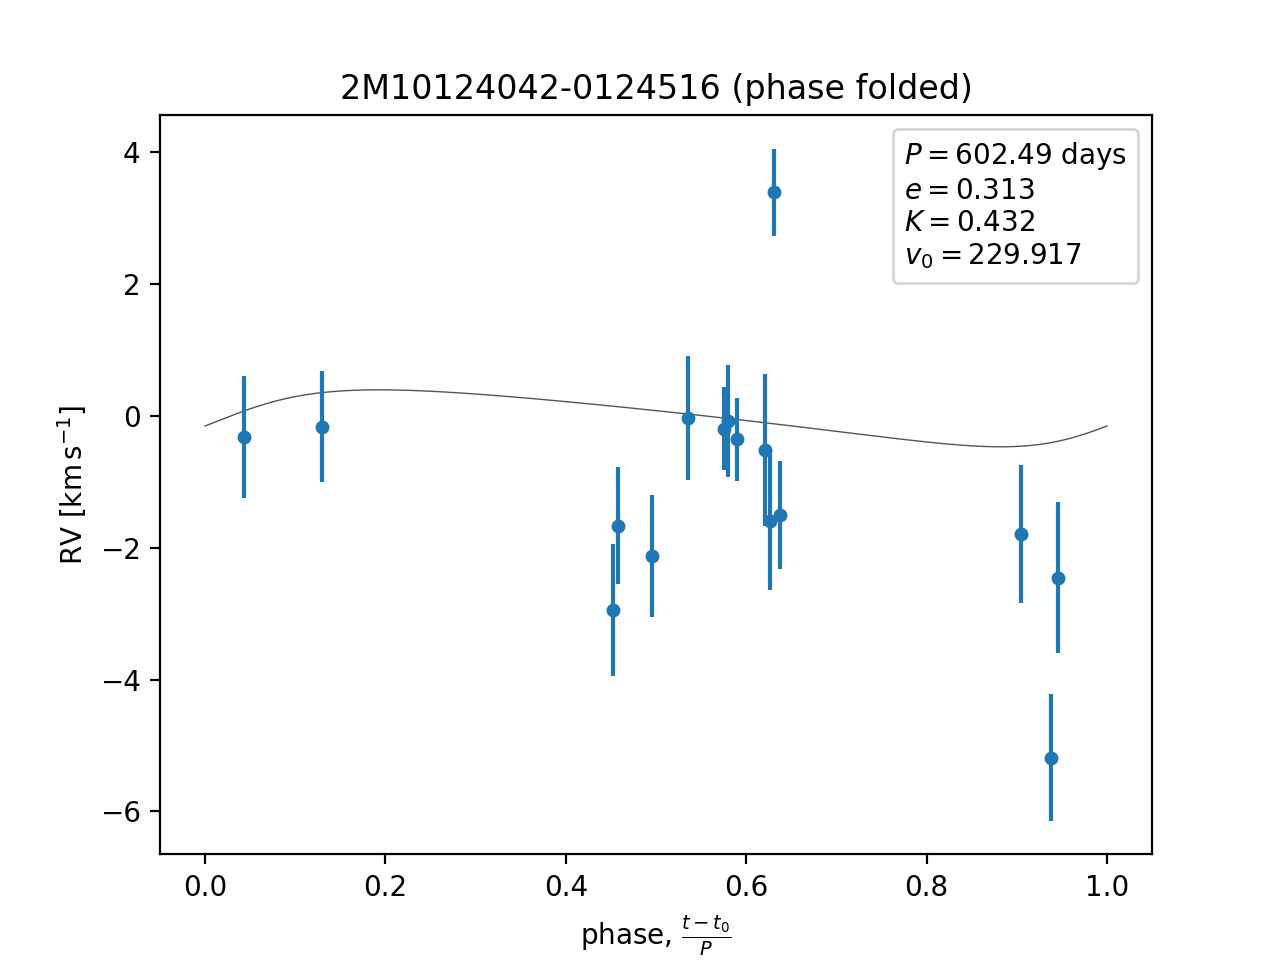 2M10124042-0124516 (phase folded)
P = 602.49 days
e = 0.313
K = 0.432
v₀ = 229.917
4
2
0
−2
−4
−6
RV [km s⁻¹]
0.0 0.2 0.4 0.6 0.8 1.0
phase, (t − t₀)/P